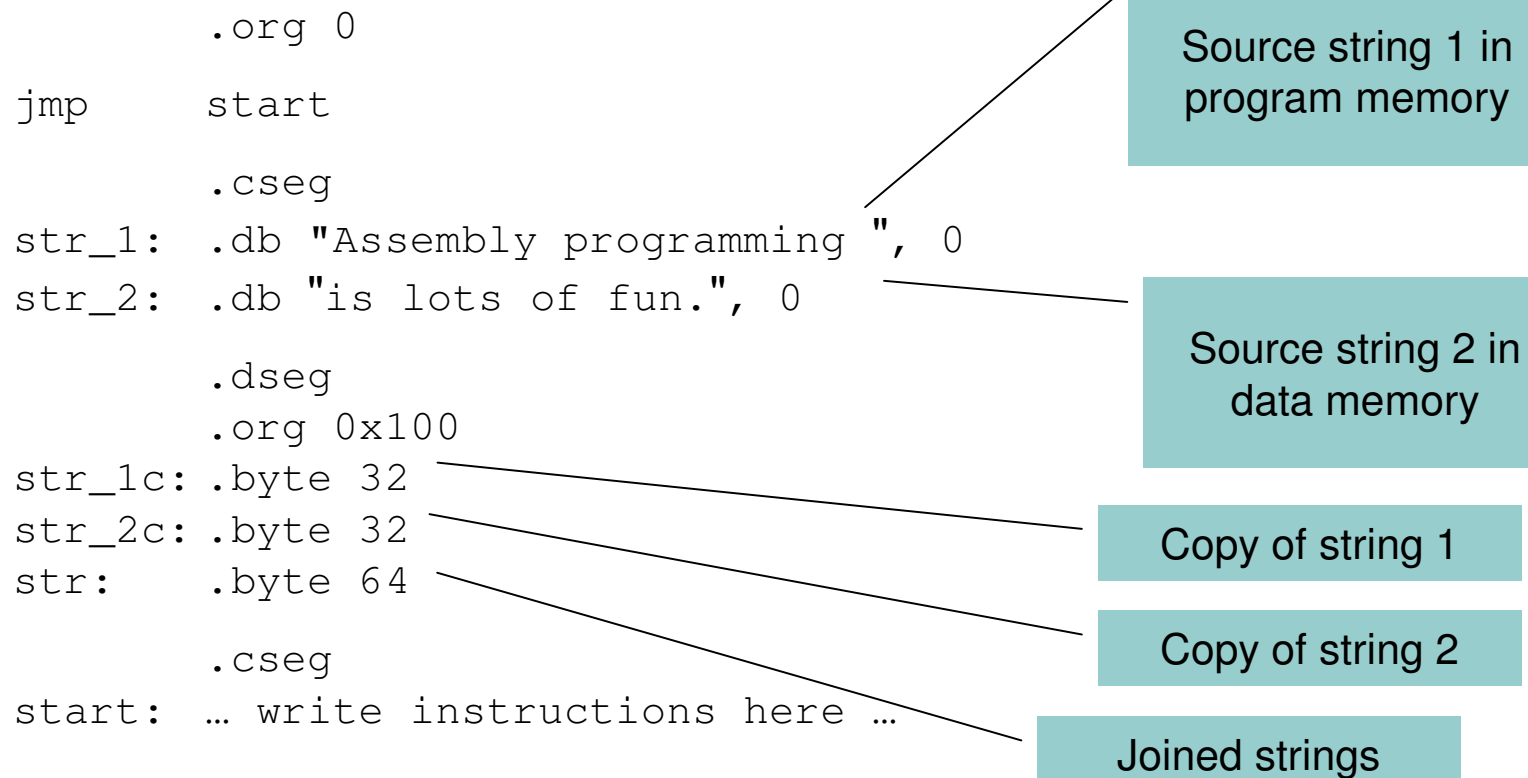 .org 0
jmp start
.cseg
str_1: .db "Assembly programming ", 0
str_2: .db "is lots of fun.", 0
.dseg
.org 0x100
str_1c: .byte 32
str_2c: .byte 32
str: .byte 64
.cseg
start: … write instructions here …
Source string 1 in
program memory
Source string 2 in
data memory
Copy of string 1
Copy of string 2
Joined strings